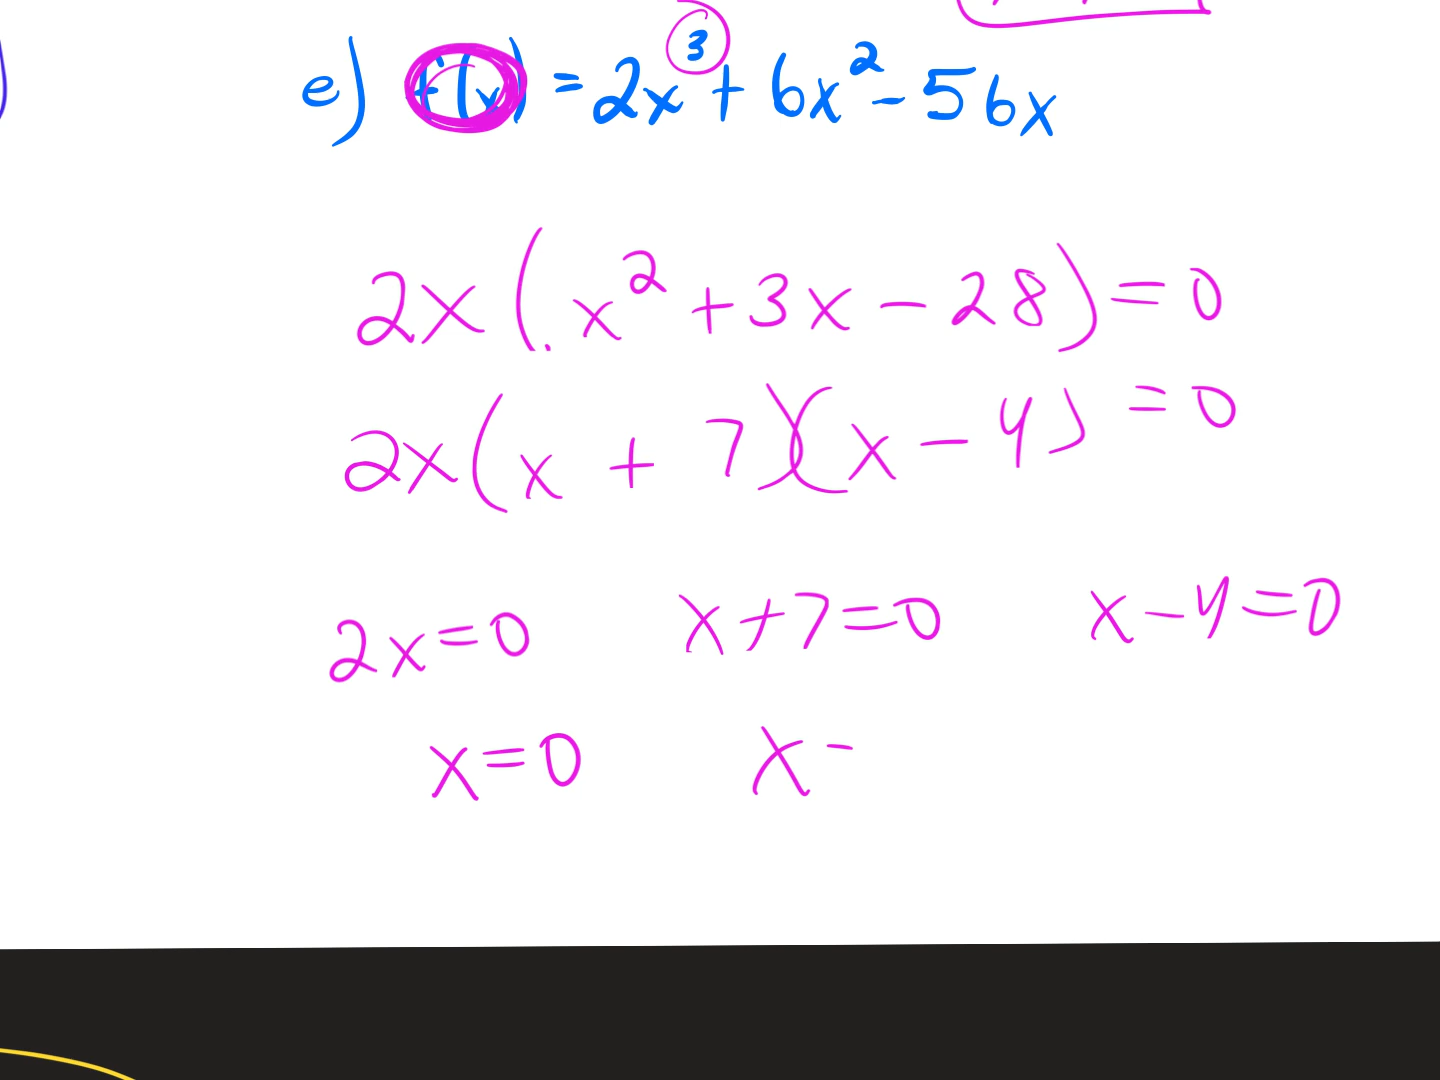 e) f(x) = 2x³ + 6x² - 56x
2x(x² + 3x - 28) = 0
2x(x + 7)(x - 4) = 0
2x = 0 x + 7 = 0 x - 4 = 0
x = 0 x -